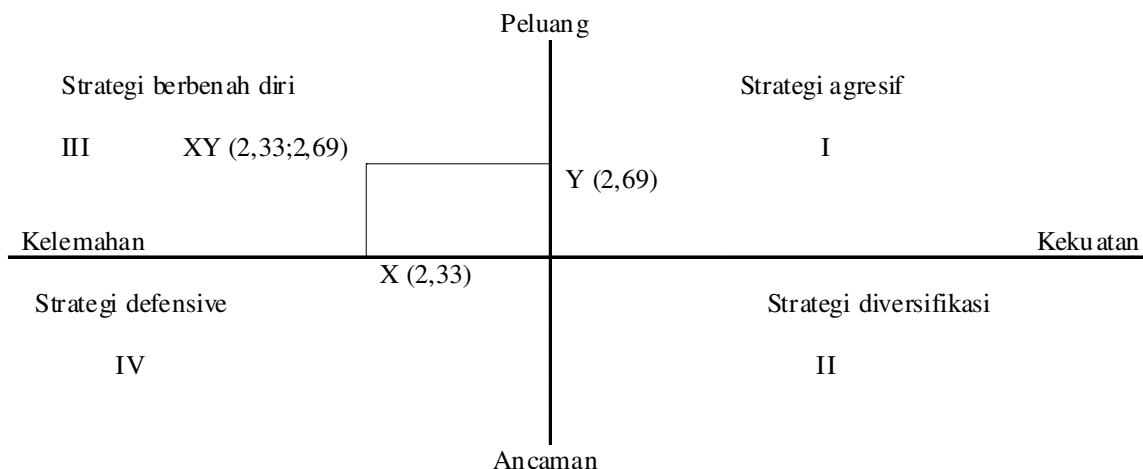 Peluang
Strategi berbenah diri
Strategi agresif
III
XY (2,33;2,69)
I
Y (2,69)
Kelemahan
Kekuatan
X (2,33)
Strategi defensive
Strategi diversifikasi
IV
II
Ancaman